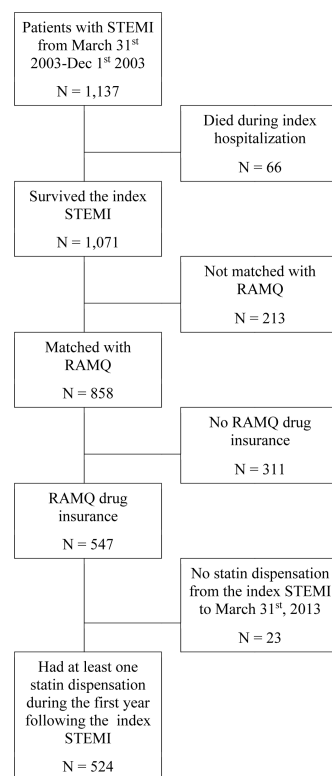 Patients with STEMI
from March 31st
2003-Dec 1st 2003
N = 1,137
Died during index
hospitalization
N = 66
Survived the index
STEMI
N = 1,071
Not matched with
RAMQ
N = 213
Matched with
RAMQ
N = 858
No RAMQ drug
insurance
N = 311
RAMQ drug
insurance
N = 547
No statin dispensation
from the index STEMI
to March 31st, 2013
N = 23
Had at least one
statin dispensation
during the first year
following the index
STEMI
N = 524